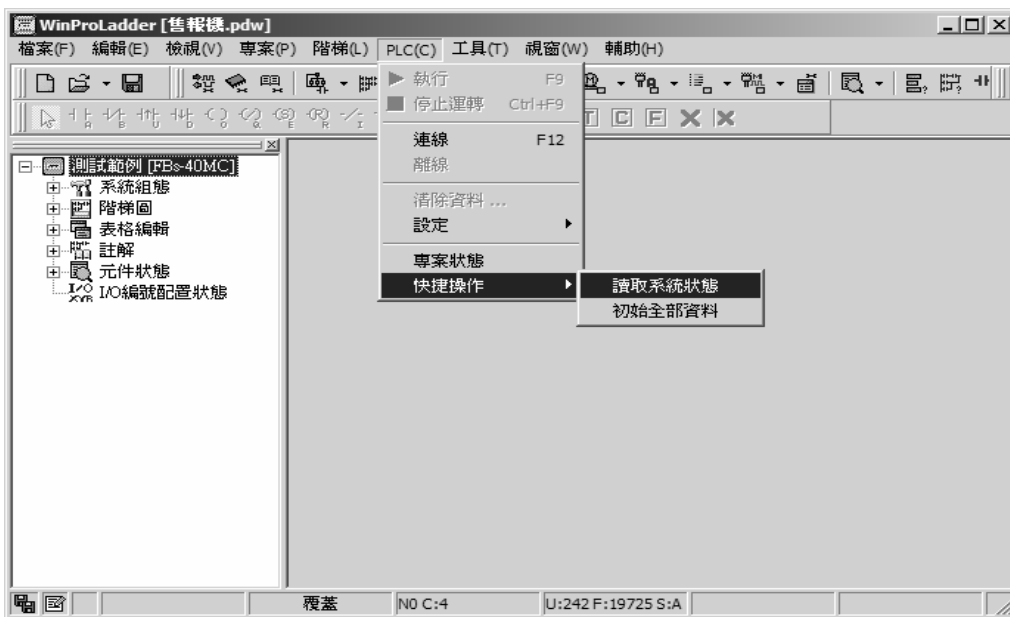 WinProLadder [售報機.pdw]
檔案(F) 編輯(E) 檢視(V) 專案(P) 階梯(L) PLC(C) 工具(T) 視窗(W) 輔助(H)
執行 F9
停止運轉 Ctrl+F9
連線 F12
離線
清除資料 ...
設定
專案狀態
快捷操作
讀取系統狀態
初始全部資料
測試範例 [FBs-40MC]
系統組態
階梯圖
表格編輯
註解
元件狀態
I/O編號配置狀態
覆蓋 N0 C:4 U:242 F:19725 S:A